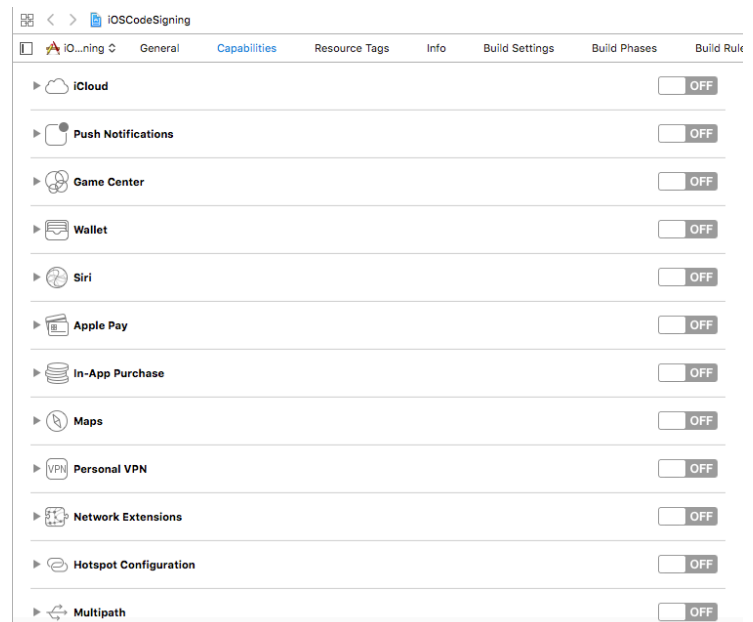 iOSCodeSigning
iO...ning General Capabilities Resource Tags Info Build Settings Build Phases Build Rule
iCloud OFF
Push Notifications OFF
Game Center OFF
Wallet OFF
Siri OFF
Apple Pay OFF
In-App Purchase OFF
Maps OFF
VPN Personal VPN OFF
Network Extensions OFF
Hotspot Configuration OFF
Multipath OFF